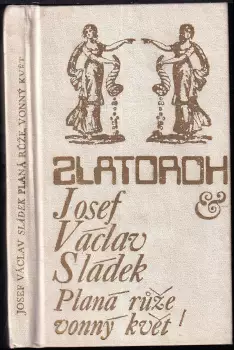 JOSEF VÁCLAV SLÁDEK PLANÁ RŮŽE, VONNÝ KVĚT
ZLATOROH
&
Josef
Václav
Sládek
Planá růže
vonný květ!